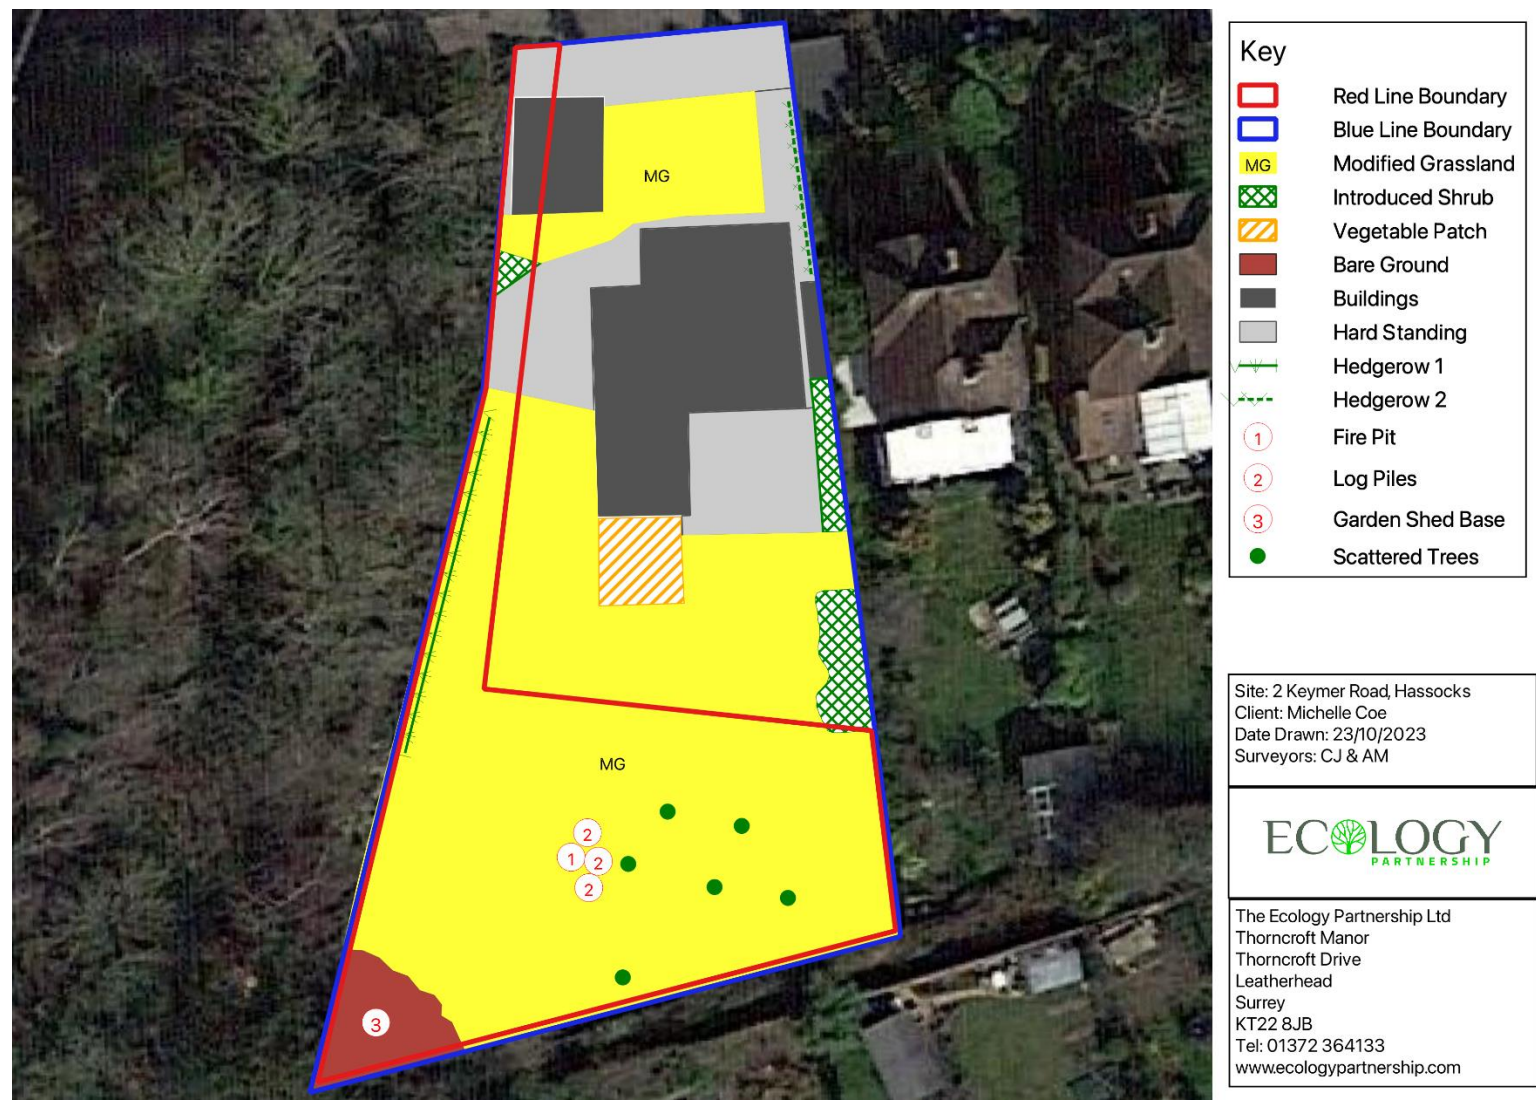 MG
MG
2
1
2
2
3
Key
Red Line Boundary
Blue Line Boundary
MG Modified Grassland
Introduced Shrub
Vegetable Patch
Bare Ground
Buildings
Hard Standing
Hedgerow 1
Hedgerow 2
1 Fire Pit
2 Log Piles
3 Garden Shed Base
Scattered Trees
Site: 2 Keymer Road, Hassocks
Client: Michelle Coe
Date Drawn: 23/10/2023
Surveyors: CJ & AM
ECOLOGY
PARTNERSHIP
The Ecology Partnership Ltd
Thorncroft Manor
Thorncroft Drive
Leatherhead
Surrey
KT22 8JB
Tel: 01372 364133
www.ecologypartnership.com